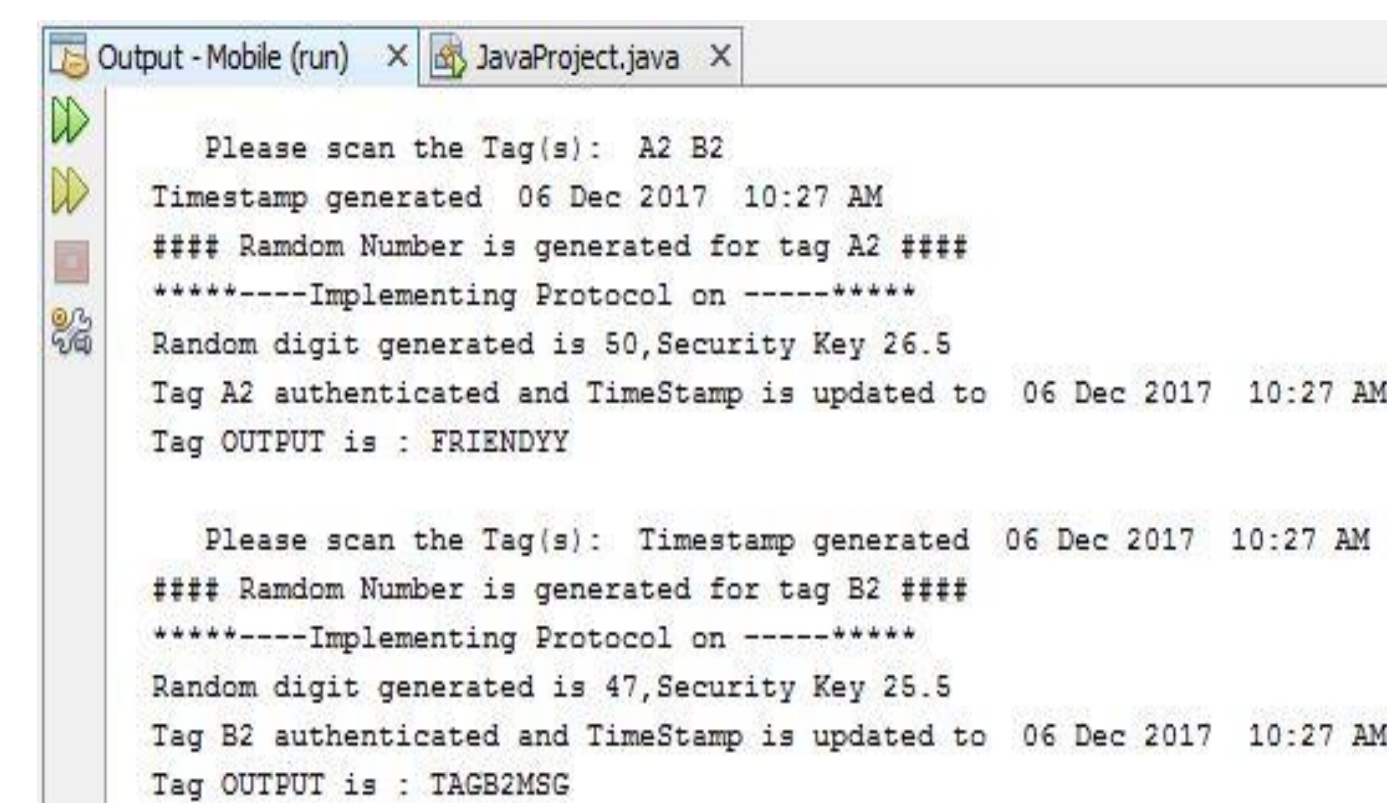 Output - Mobile (run) X JavaProject.java X
Please scan the Tag(s): A2 B2
Timestamp generated 06 Dec 2017 10:27 AM
#### Ramdom Number is generated for tag A2 ####
*****----Implementing Protocol on -----*****
Random digit generated is 50,Security Key 26.5
Tag A2 authenticated and TimeStamp is updated to 06 Dec 2017 10:27 AM
Tag OUTPUT is : FRIENDYY
Please scan the Tag(s): Timestamp generated 06 Dec 2017 10:27 AM
#### Ramdom Number is generated for tag B2 ####
*****----Implementing Protocol on -----*****
Random digit generated is 47,Security Key 25.5
Tag B2 authenticated and TimeStamp is updated to 06 Dec 2017 10:27 AM
Tag OUTPUT is : TAGB2MSG